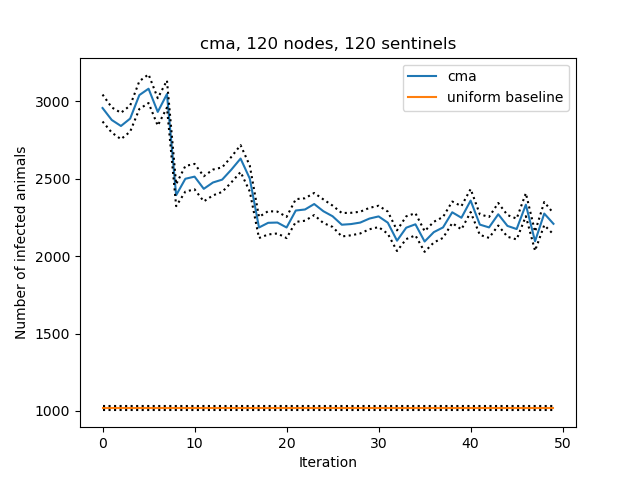 cma, 120 nodes, 120 sentinels
cma
uniform baseline
3000
2500
2000
1500
1000
Number of infected animals
0 10 20 30 40 50
Iteration